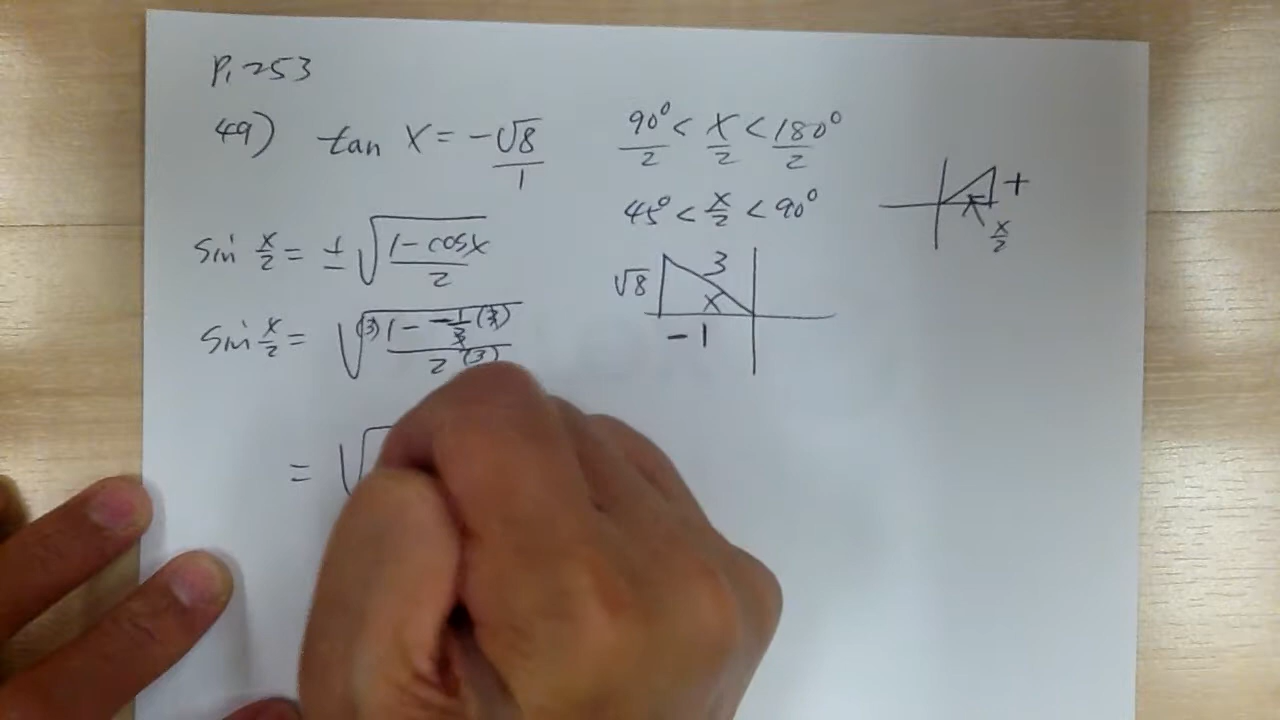 P. 253
49) tan X = -√8/1
90°/2 < X/2 < 180°/2
45° < X/2 < 90°
sin X/2 = ± √((1 - cosX)/2)
sin X/2 = √(((3) 1 - -1/3 (3))/(2 (3)))
= √
√8
3
X
-1
+
X/2